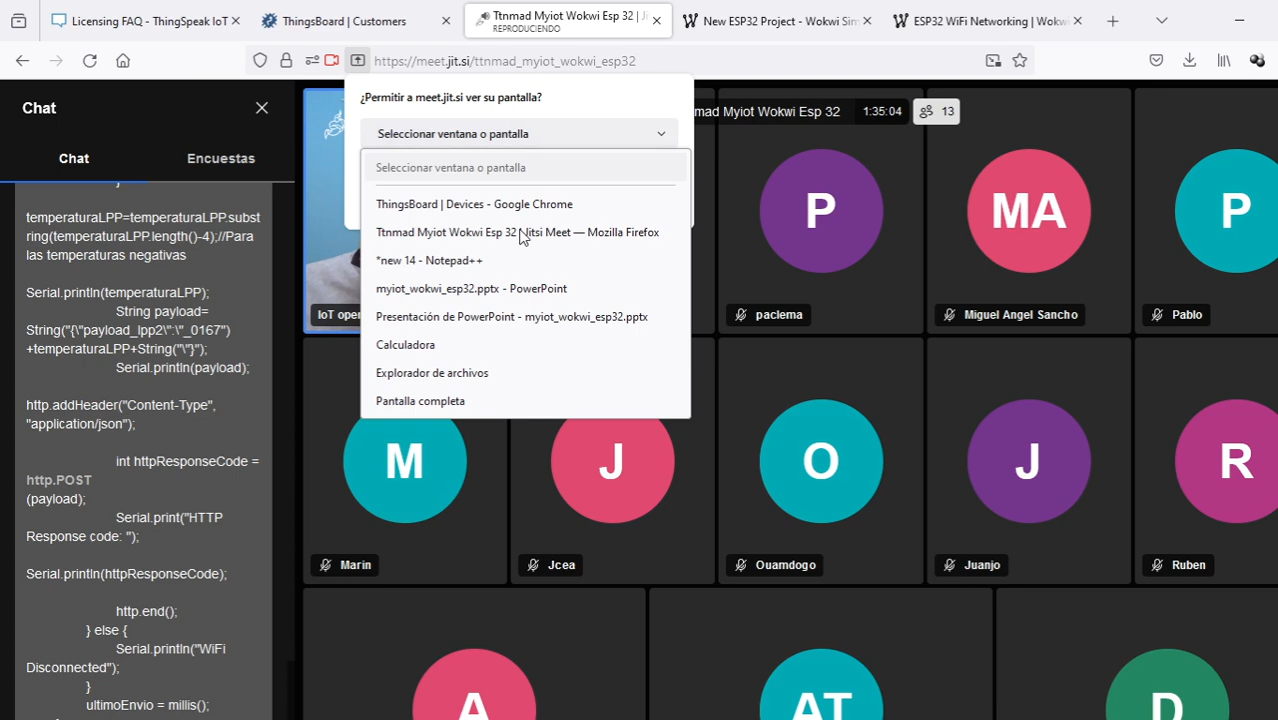 Licensing FAQ - ThingSpeak IoT
ThingsBoard | Customers
Ttnmad Myiot Wokwi Esp 32 | Ji
REPRODUCIENDO
New ESP32 Project - Wokwi Sim
ESP32 WiFi Networking | Wokw
https://meet.jit.si/ttnmad_myiot_wokwi_esp32
Chat
Chat
Encuestas
}
temperaturaLPP=temperaturaLPP.subst
ring(temperaturaLPP.length()-4);//Para
las temperaturas negativas
Serial.println(temperaturaLPP);
String payload=
String("{\"payload_lpp2\":\"_0167")
+temperaturaLPP+String("\"}");
Serial.println(payload);
http.addHeader("Content-Type",
"application/json");
int httpResponseCode =
http.POST
(payload);
Serial.print("HTTP
Response code: ");
Serial.println(httpResponseCode);
http.end();
} else {
Serial.println("WiFi
Disconnected");
}
ultimoEnvio = millis();
¿Permitir a meet.jit.si ver su pantalla?
Seleccionar ventana o pantalla
Seleccionar ventana o pantalla
ThingsBoard | Devices - Google Chrome
Ttnmad Myiot Wokwi Esp 32 | Jitsi Meet — Mozilla Firefox
*new 14 - Notepad++
myiot_wokwi_esp32.pptx - PowerPoint
Presentación de PowerPoint - myiot_wokwi_esp32.pptx
Calculadora
Explorador de archivos
Pantalla completa
mad Myiot Wokwi Esp 32
1:35:04
13
IoT open
P
paclema
MA
Miguel Angel Sancho
P
Pablo
M
Marin
J
Jcea
O
Ouamdogo
J
Juanjo
R
Ruben
A
AT
D